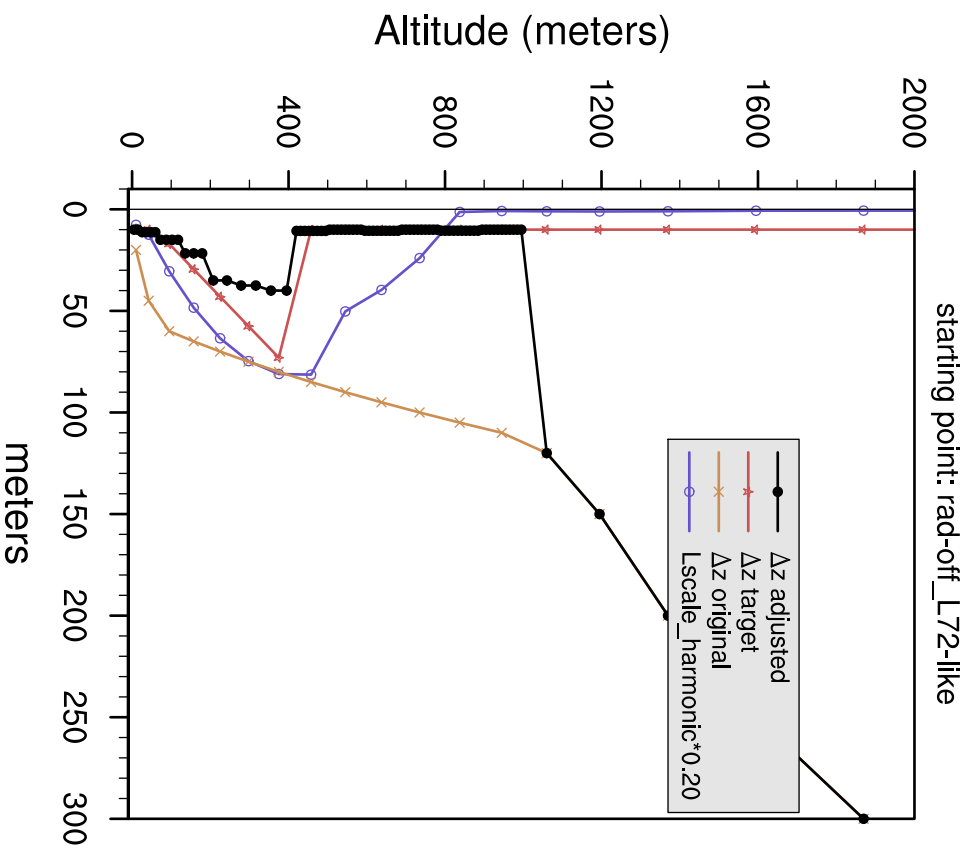 starting point: rad-off_L72-like
Altitude (meters)
2000
1600
1200
800
400
0
0
50
100
150
200
250
300
meters
Δz adjusted
Δz target
Δz original
Lscale_harmonic*0.20